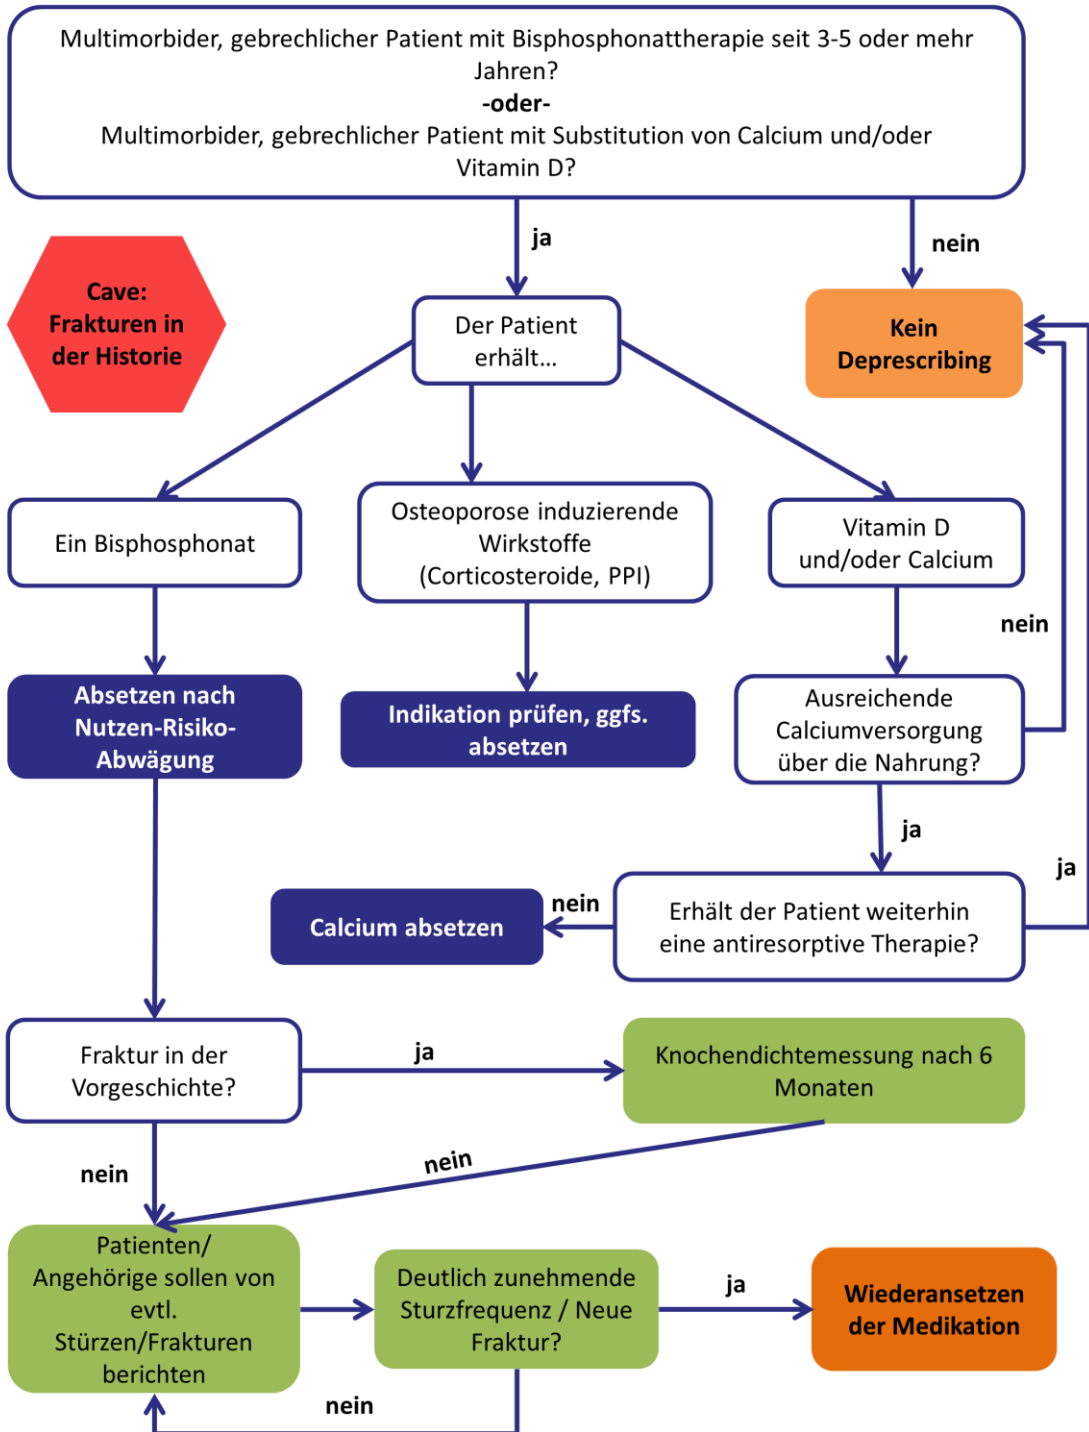 Multimorbider, gebrechlicher Patient mit Bisphosphonattherapie seit 3-5 oder mehr
Jahren?
-oder-
Multimorbider, gebrechlicher Patient mit Substitution von Calcium und/oder
Vitamin D?
ja
nein
Cave:
Frakturen in
der Historie
Der Patient
erhält...
Kein
Deprescribing
Ein Bisphosphonat
Osteoporose induzierende
Wirkstoffe
(Corticosteroide, PPI)
Vitamin D
und/oder Calcium
nein
Absetzen nach
Nutzen-Risiko-
Abwägung
Indikation prüfen, ggfs.
absetzen
Ausreichende
Calciumversorgung
über die Nahrung?
ja
ja
Calcium absetzen
nein
Erhält der Patient weiterhin
eine antiresorptive Therapie?
Fraktur in der
Vorgeschichte?
ja
Knochendichtemessung nach 6
Monaten
nein
nein
Patienten/
Angehörige sollen von
evtl.
Stürzen/Frakturen
berichten
Deutlich zunehmende
Sturzfrequenz / Neue
Fraktur?
ja
Wiederansetzen
der Medikation
nein